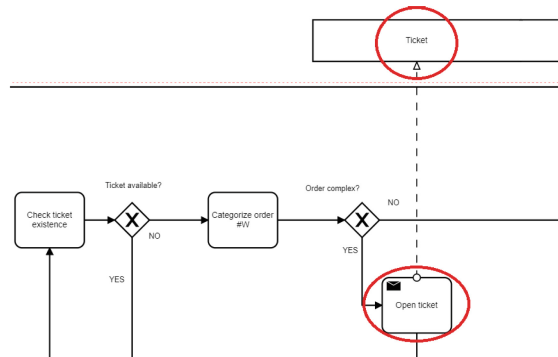 Ticket
Ticket available?
Order complex?
Check ticket
existence
Categorize order
#W
NO
NO
YES
YES
Open ticket